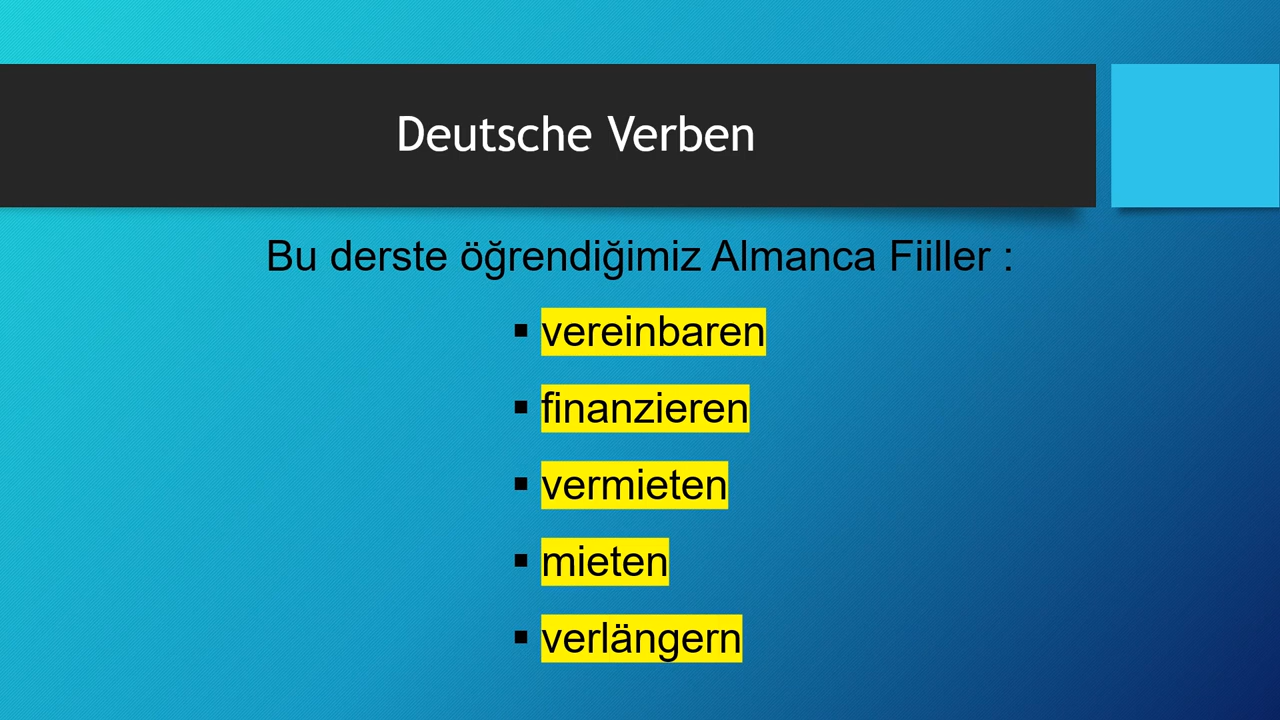 Deutsche Verben
Bu derste öğrendiğimiz Almanca Fiiller :
▪ vereinbaren
▪ finanzieren
▪ vermieten
▪ mieten
▪ verlängern